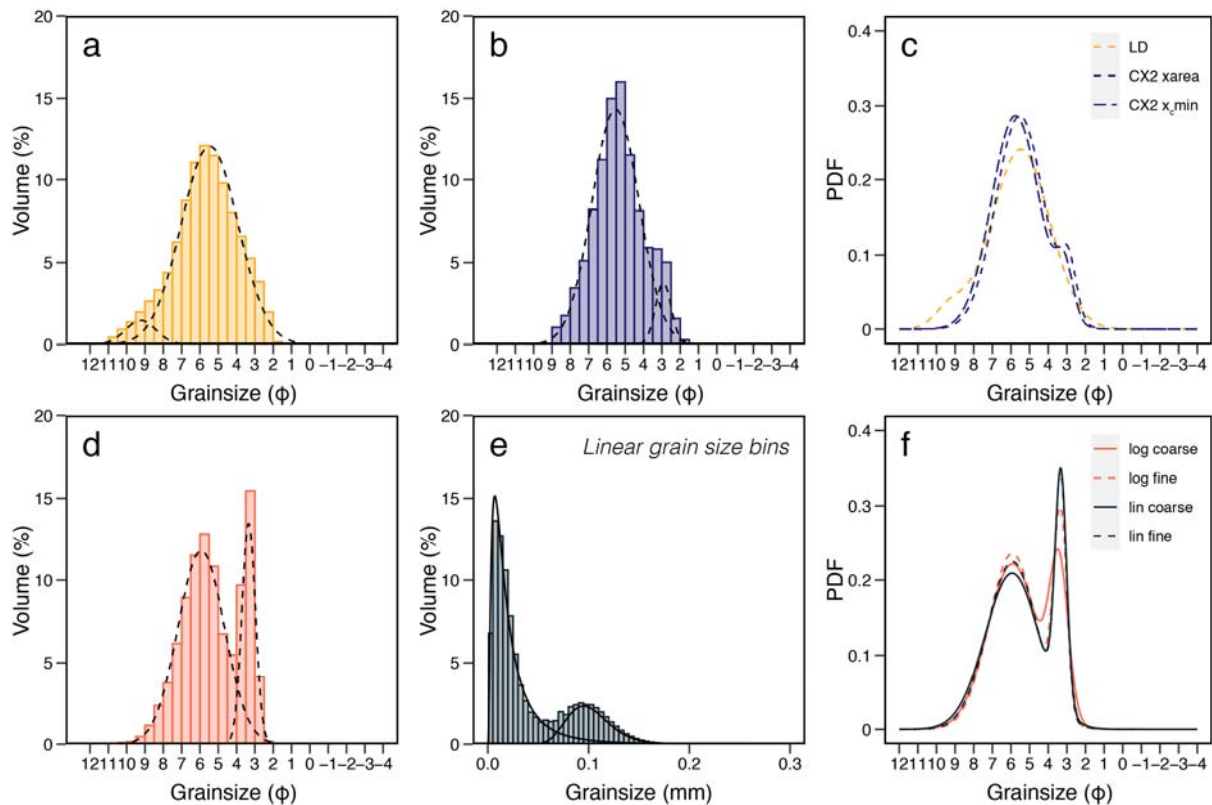 a
20
15
10
5
0
Volume (%)
12 11 10 9 8 7 6 5 4 3 2 1 0 −1 −2 −3 −4
Grainsize (ϕ)
b
20
15
10
5
0
Volume (%)
12 11 10 9 8 7 6 5 4 3 2 1 0 −1 −2 −3 −4
Grainsize (ϕ)
c
LD
CX2 xarea
CX2 x_cmin
0.4
0.3
0.2
0.1
0
PDF
12 11 10 9 8 7 6 5 4 3 2 1 0 −1 −2 −3 −4
Grainsize (ϕ)
d
20
15
10
5
0
Volume (%)
12 11 10 9 8 7 6 5 4 3 2 1 0 −1 −2 −3 −4
Grainsize (ϕ)
e
Linear grain size bins
20
15
10
5
0
Volume (%)
0.0 0.1 0.2 0.3
Grainsize (mm)
f
log coarse
log fine
lin coarse
lin fine
0.4
0.3
0.2
0.1
0
PDF
12 11 10 9 8 7 6 5 4 3 2 1 0 −1 −2 −3 −4
Grainsize (ϕ)